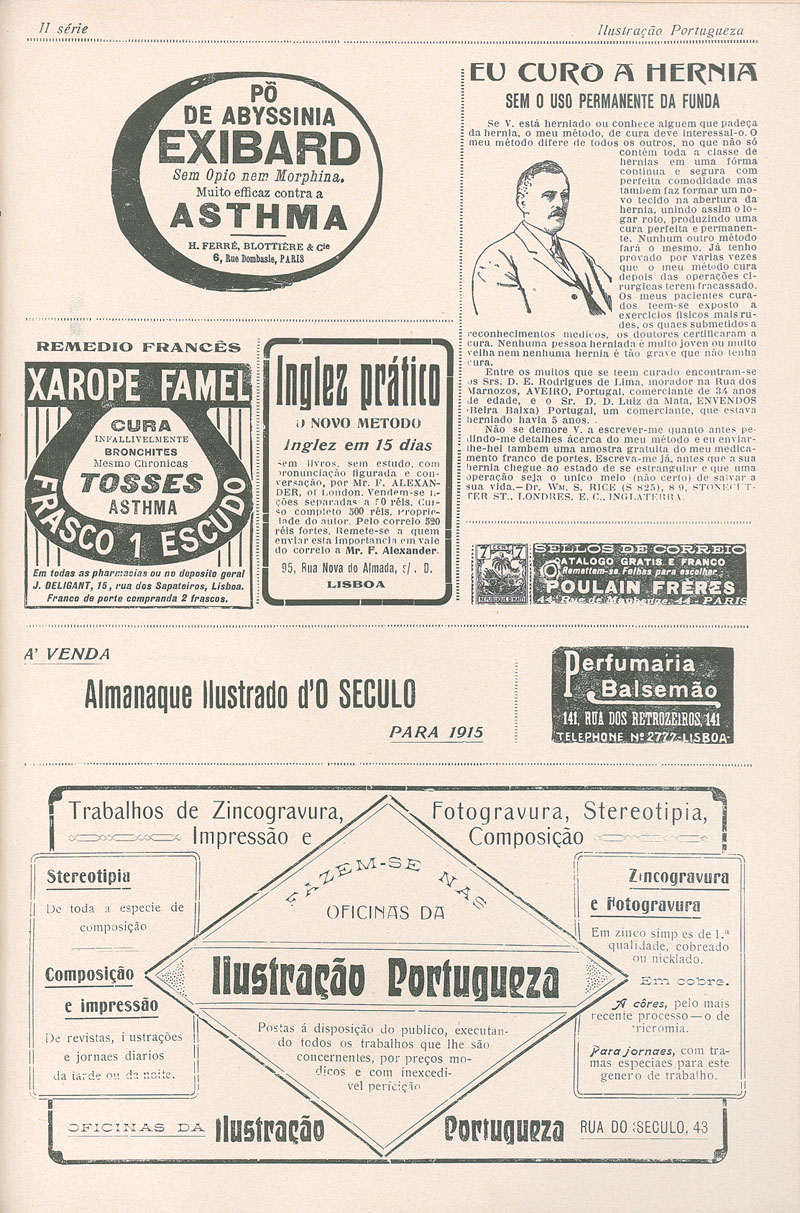 II série
Ilustração Portugueza
PÓ
DE ABYSSINIA
EXIBARD
Sem Opio nem Morphina.
Muito efficaz contra a
ASTHMA
H. FERRÉ, BLOTTIÈRE & Cie
6, Rue Dombasle, PARIS
EU CURO A HERNIA
SEM O USO PERMANENTE DA FUNDA
Se V. está herniado ou conhece alguem que padeça
da hernia, o meu método, de cura deve interessal-o. O
meu método difere de todos os outros, no que não só
contém toda a classe de
hernias em uma fórma
continua e segura com
perfeita comodidade mas
tambem faz formar um no-
vo tecido na abertura da
hernia, unindo assim o lo-
gar roto, produzindo uma
cura perfeita e permanen-
te. Nenhum outro método
fará o mesmo. Já tenho
provado por varias vezes
que o meu método cura
depois das operações ci-
rurgicas terem fracassado.
Os meus pacientes cura-
dos teem-se exposto a
exercicios fisicos mais ru-
des, os quaes submetidos a
reconhecimentos medicos, os doutores certificaram a
cura. Nenhuma pessoa herniada é muito joven ou muito
velha nem nenhuma hernia é tão grave que não tenha
cura.
Entre os muitos que se teem curado encontram-se
os Srs. D. E. Rodrigues de Lima, morador na Rua dos
Marnozos, AVEIRO, Portugal, comerciante de 34 anos
de edade, e o Sr. D. D. Luiz da Mata, ENVENDOS
(Beira Baixa) Portugal, um comerciante, que estava
herniado havia 5 anos.
Não se demore V. a escrever-me quanto antes pe-
dindo-me detalhes ácerca do meu método e eu enviar-
lhe-hei tambem uma amostra gratuita do meu medica-
mento franco de portes. Escreva-me já, antes que a sua
hernia chegue ao estado de se estrangular e que uma
operação seja o unico meio (não certo) de salvar a
sua vida.—Dr. WM. S. RICE (S 825), 8 9, STONECUT-
TER ST., LONDRES, E. C., INGLATERRA.
REMEDIO FRANCÊS
XAROPE FAMEL
CURA
INFALLIVELMENTE
BRONCHITES
Mesmo Chronicas
TOSSES
ASTHMA
FRASCO 1 ESCUDO
Em todas as pharmacias ou no deposito geral
J. DELIGANT, 15, rua dos Sapateiros, Lisboa.
Franco de porte comprando 2 frascos.
Inglez prático
O NOVO METODO
Inglez em 15 dias
sem livros, sem estudo, com
pronunciação figurada e con-
versação, por Mr. F. ALEXAN-
DER, of London. Vendem-se li-
ções separadas a 50 réis. Cur-
so completo 500 réis. Proprie-
dade do autor. Pelo correio 520
réis fortes. Remete-se a quem
enviar esta importancia em vale
do correio a Mr. F. Alexander.
95, Rua Nova do Almada, s/. D.
LISBOA
7 7
SELLOS DE CORREIO
CATALOGO GRATIS E FRANCO
Remettem-se Folhas para escolher.
POULAIN FRÈRES
44, Rue de Maubeuge, 44 - PARIS
A' VENDA
Almanaque Ilustrado d'O SECULO
PARA 1915
Perfumaria
Balsemão
141, RUA DOS RETROZEIROS, 141
TELEPHONE Nº 2777-LISBOA-
Trabalhos de Zincogravura, Fotogravura, Stereotipia,
Impressão e Composição
FAZEM-SE NAS
OFICINAS DA
Ilustração Portugueza
Postas á disposição do publico, executan-
do todos os trabalhos que lhe são
concernentes, por preços mo-
dicos e com inexcedi-
vel pericição
Stereotipia
De toda a especie de
composição
Composição
e impressão
De revistas, i ustrações
e jornaes diarios
da tarde ou da noite.
Zincogravura
e Fotogravura
Em zinco simp es de 1.ª
qualidade, cobreado
ou nicklado.
Em cobre.
A côres, pelo mais
recente processo—o de
tricromia.
Para jornaes, com tra-
mas especiaes para este
genero de trabalho.
OFICINAS DA Ilustração Portugueza RUA DO SECULO, 43